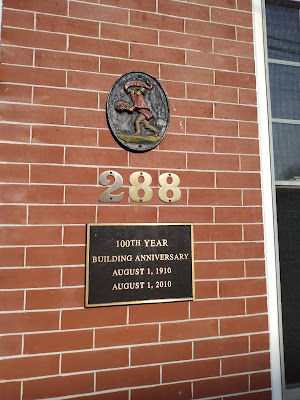 288
100TH YEAR
BUILDING ANNIVERSARY
AUGUST 1, 1910
AUGUST 1, 2010